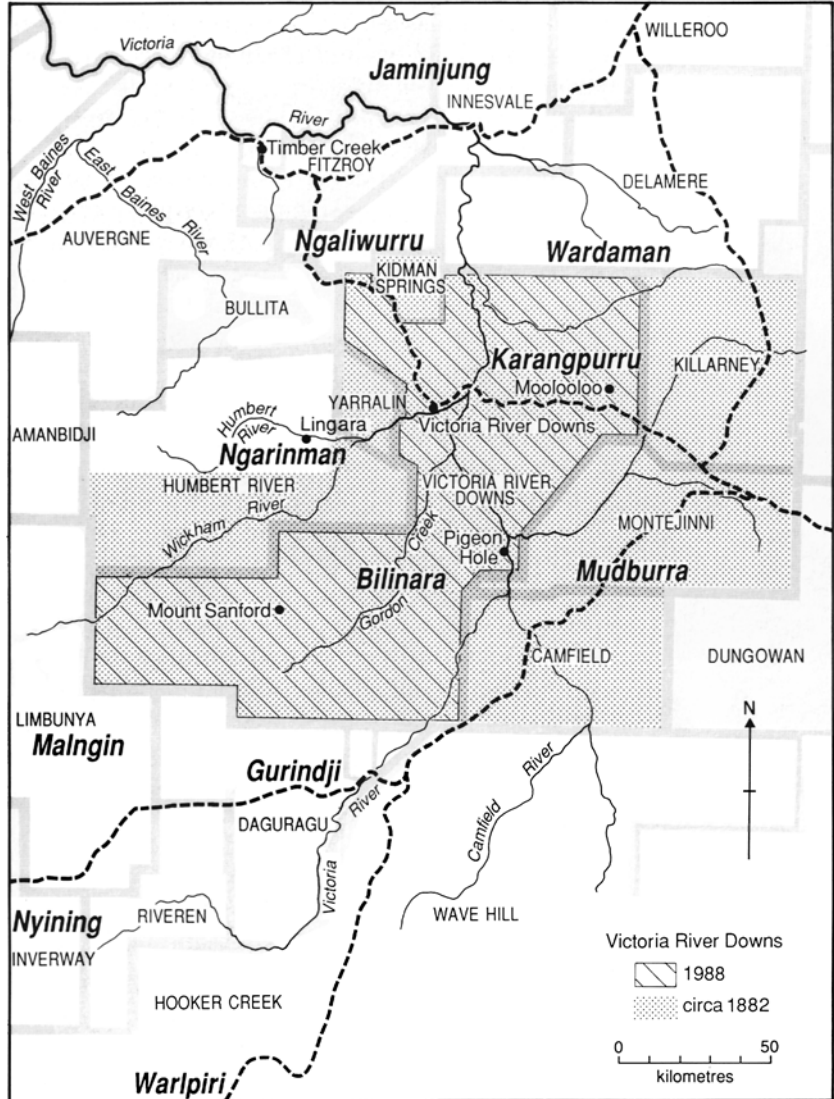 WILLEROO
Victoria
Jaminjung
INNESVALE
River
Timber Creek
FITZROY
West Baines
River
East
Baines
River
DELAMERE
AUVERGNE
Ngaliwurru
Wardaman
KIDMAN
SPRINGS
BULLITA
Karangpurru
KILLARNEY
Moolooloo
YARRALIN
Humbert
River
Lingara
Victoria River Downs
AMANBIDJI
Ngarinman
HUMBERT RIVER
VICTORIA RIVER
DOWNS
Wickham
River
Creek
MONTEJINNI
Pigeon
Hole
Bilinara
Mudburra
Mount Sanford
Gordon
CAMFIELD
DUNGOWAN
LIMBUNYA
Malngin
N
Gurindji
River
Camfield
River
DAGURAGU
Victoria
Nyining
RIVEREN
WAVE HILL
INVERWAY
Victoria River Downs
1988
circa 1882
HOOKER CREEK
0 50
kilometres
Warlpiri